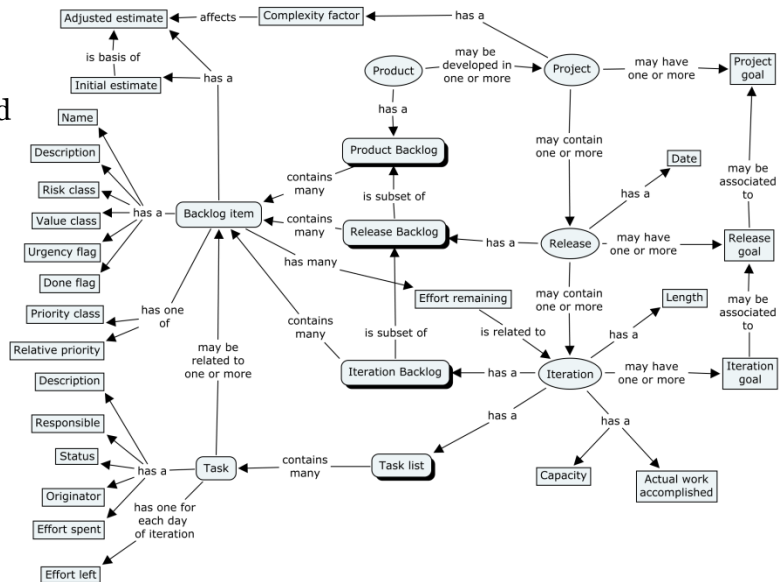 Adjusted estimate
affects
Complexity factor
has a
is basis of
Initial estimate
has a
Product
may be
developed in
one or more
Project
may have
one or more
Project
goal
d
Name
Description
Risk class
Value class
Urgency flag
Done flag
has a
Backlog item
has a
Product Backlog
contains
many
is subset of
contains
many
Release Backlog
has a
may contain
one or more
Date
has a
Release
may have
one or more
Release
goal
may be
associated
to
has many
Effort remaining
is related to
Priority class
Relative priority
has one
of
contains
many
is subset of
may be
related to
one or more
Iteration Backlog
has a
may contain
one or more
Length
has a
Iteration
may have
one or more
Iteration
goal
may be
associated
to
Description
Responsible
Status
Originator
Effort spent
has a
Task
contains
many
Task list
has a
has a
Capacity
Actual work
accomplished
has one for
each day
of iteration
Effort left